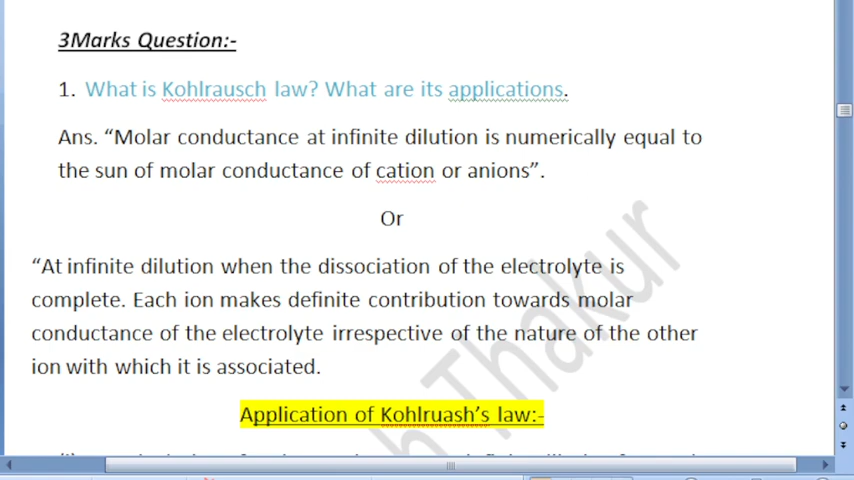 3Marks Question:-
1. What is Kohlrausch law? What are its applications.
Ans. “Molar conductance at infinite dilution is numerically equal to
the sun of molar conductance of cation or anions”.
Or
“At infinite dilution when the dissociation of the electrolyte is
complete. Each ion makes definite contribution towards molar
conductance of the electrolyte irrespective of the nature of the other
ion with which it is associated.
Application of Kohlruash’s law:-
h Thakur